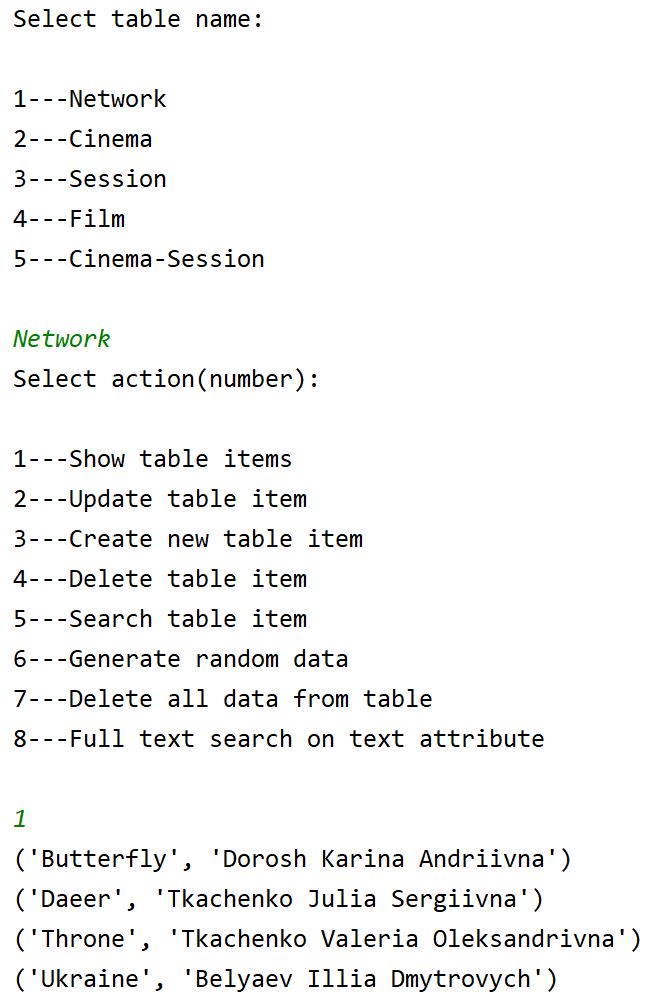 Select table name:
1---Network
2---Cinema
3---Session
4---Film
5---Cinema-Session
Network
Select action(number):
1---Show table items
2---Update table item
3---Create new table item
4---Delete table item
5---Search table item
6---Generate random data
7---Delete all data from table
8---Full text search on text attribute
1
('Butterfly', 'Dorosh Karina Andriivna')
('Daeer', 'Tkachenko Julia Sergiivna')
('Throne', 'Tkachenko Valeria Oleksandrivna')
('Ukraine', 'Belyaev Illia Dmytrovych')